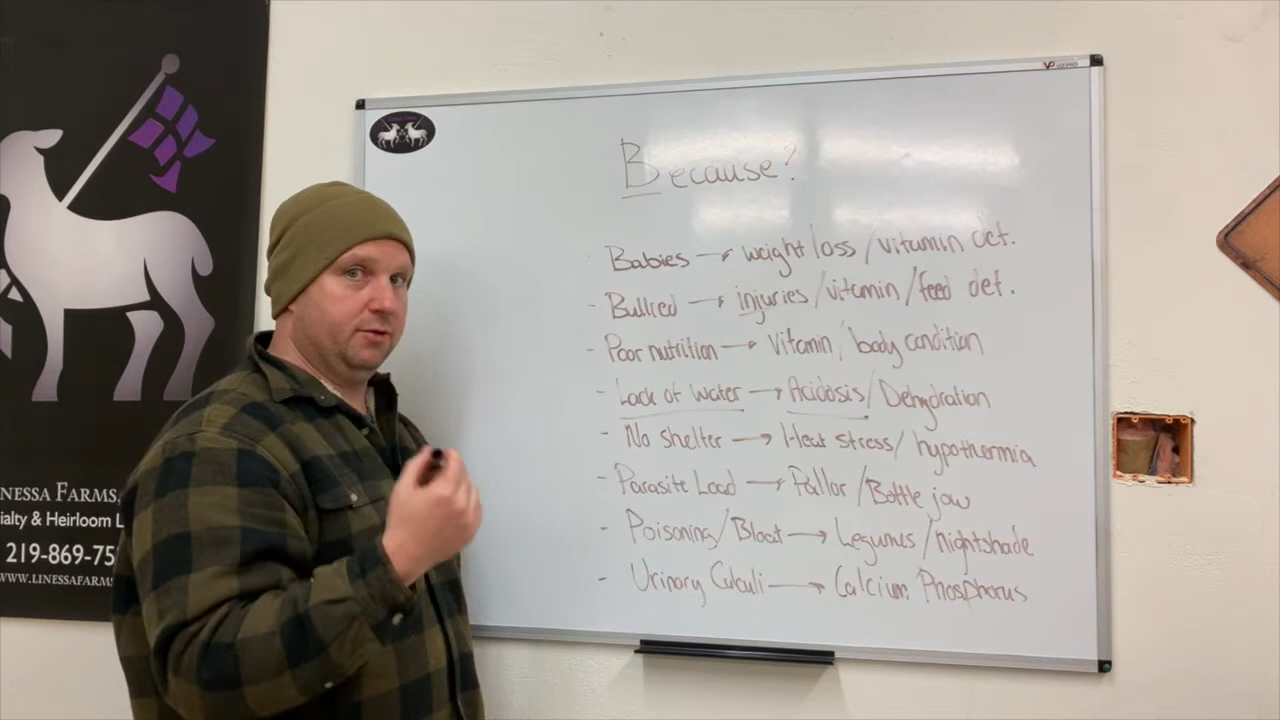 Because?
Babies → weight loss / vitamin def.
- Bullied → injuries / vitamin / feed def.
- Poor nutrition → vitamin / body condition
- Lack of water → Acidosis / Dehydration
- No shelter → Heat stress / hypothermia
- Parasite Load → Pallor / Bottle jaw
- Poisoning / Bloat → Legumes / nightshade
- Urinary Calculi → Calcium: Phosphorus
NESSA FARMS,
ialty & Heirloom L
219-869-75
WWW.LINESSAFARMS